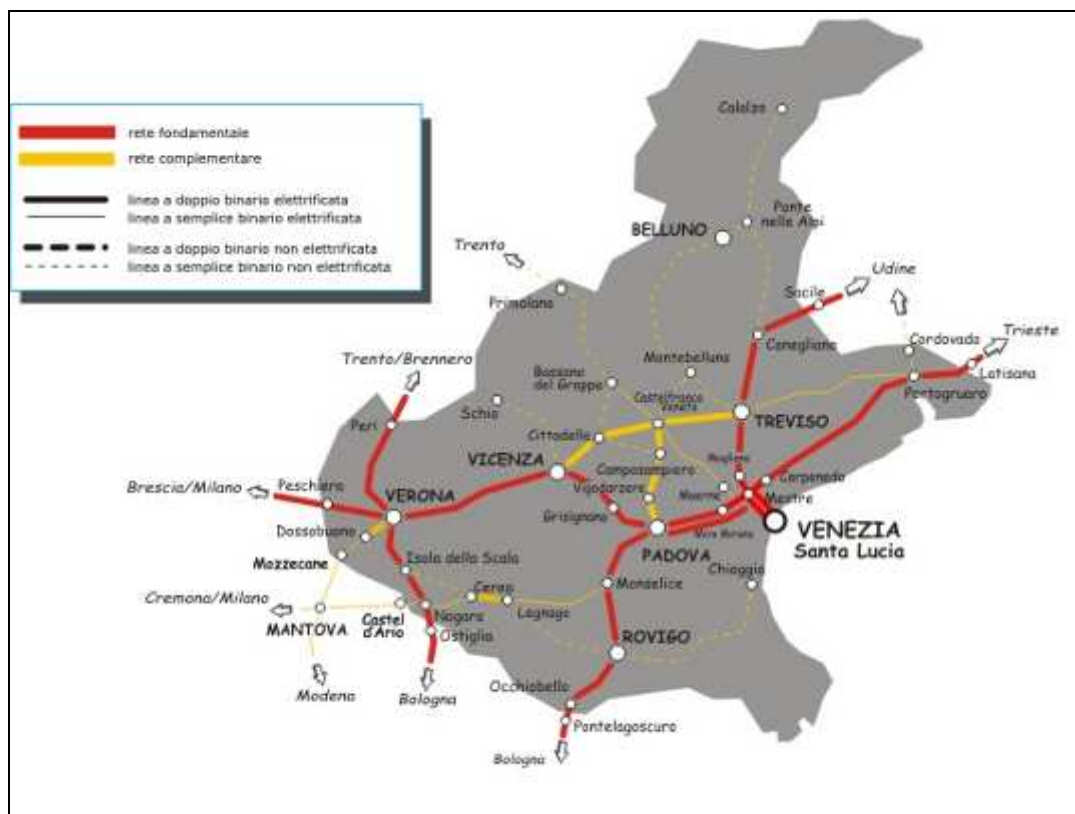 rete fondamentale
rete complementare
linea a doppio binario elettrificata
linea a semplice binario elettrificata
linea a doppio binario non elettrificata
linea a semplice binario non elettrificata
Calalzo
Ponte
nelle Alpi
BELLUNO
Trento
Udine
Sacile
Primolano
Conegliano
Cordovado
Trieste
Latisana
Trento/Brennero
Montebelluna
Bassano
del Grappa
Castelfranco
Veneto
Portogruaro
Schio
TREVISO
Peri
Cittadella
VICENZA
Camposampiero
Mogliano
Carpenedo
Brescia/Milano
Peschiera
VERONA
Vigodarzere
Maerne
Mestre
Grisignano
Dossobuono
PADOVA
Mira Mirano
VENEZIA
Santa Lucia
Mozzecane
Isola della Scala
Chioggia
Cerea
Monselice
Cremona/Milano
Legnago
MANTOVA
Castel
d'Ario
Nogara
Ostiglia
ROVIGO
Modena
Bologna
Occhiobello
Pontelagoscuro
Bologna